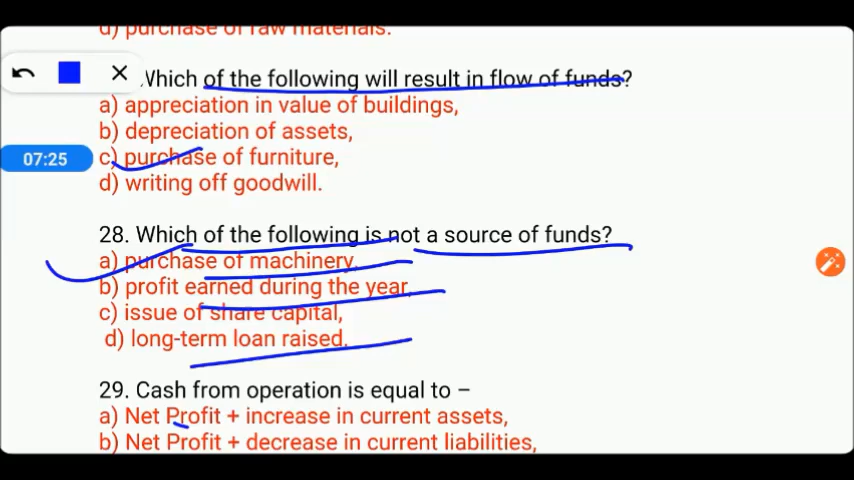 d) purchase of raw materials.
Which of the following will result in flow of funds?
a) appreciation in value of buildings,
b) depreciation of assets,
07:25
c) purchase of furniture,
d) writing off goodwill.
28. Which of the following is not a source of funds?
a) purchase of machinery,
b) profit earned during the year,
c) issue of share capital,
d) long-term loan raised.
29. Cash from operation is equal to –
a) Net Profit + increase in current assets,
b) Net Profit + decrease in current liabilities,